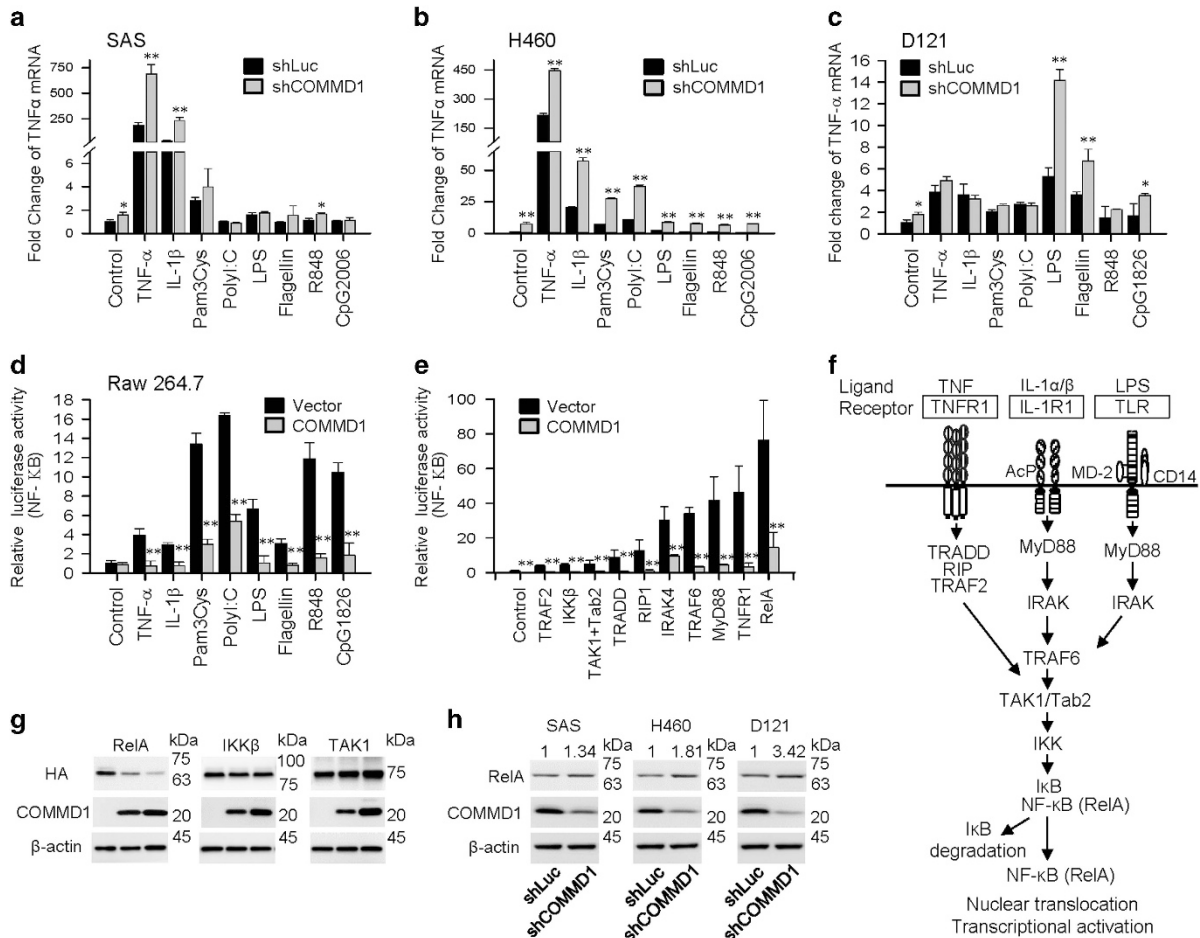 a
SAS
Fold Change of TNFα mRNA
750
500
250
6
4
2
0
shLuc
shCOMMD1
**
**
*
*
Control
TNF-α
IL-1β
Pam3Cys
PolyI:C
LPS
Flagellin
R848
CpG2006
b
H460
Fold Change of TNFα mRNA
450
300
150
50
25
0
shLuc
shCOMMD1
**
**
**
**
**
**
**
**
**
Control
TNF-α
IL-1β
Pam3Cys
PolyI:C
LPS
Flagellin
R848
CpG2006
c
D121
Fold Change of TNF-α mRNA
16
14
12
10
8
6
4
2
0
shLuc
shCOMMD1
*
**
**
*
Control
TNF-α
IL-1β
Pam3Cys
PolyI:C
LPS
Flagellin
R848
CpG1826
d
Raw 264.7
Relative luciferase activity
(NF- KB)
18
16
14
12
10
8
6
4
2
0
Vector
COMMD1
**
**
**
**
**
**
**
**
Control
TNF-α
IL-1β
Pam3Cys
PolyI:C
LPS
Flagellin
R848
CpG1826
e
Relative luciferase activity
(NF- KB)
100
80
60
40
20
0
Vector
COMMD1
**
**
**
**
**
**
**
**
**
**
**
Control
TRAF2
IKKβ
TAK1+Tab2
TRADD
RIP1
IRAK4
TRAF6
MyD88
TNFR1
RelA
f
Ligand TNF IL-1α/β LPS
Receptor TNFR1 IL-1R1 TLR
AcP MD-2 CD14
TRADD
RIP
TRAF2
MyD88 MyD88
IRAK IRAK
TRAF6
TAK1/Tab2
IKK
IκB
NF-κB (RelA)
IκB
degradation
NF-κB (RelA)
Nuclear translocation
Transcriptional activation
g
RelA kDa IKKβ kDa TAK1 kDa
HA 75 63 100 75 75
COMMD1 20 20 20
β-actin 45 45 45
h
SAS H460 D121
1 1.34 kDa 1 1.81 kDa 1 3.42 kDa
RelA 75 63 75 63 75 63
COMMD1 20 20 20
β-actin 45 45 45
shLuc shCOMMD1 shLuc shCOMMD1 shLuc shCOMMD1